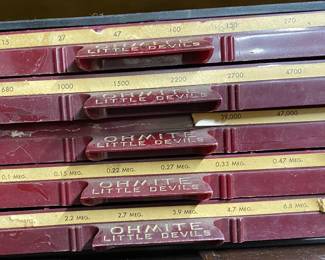 15 27 47 100 150 270
LITTLE DEVILS
680 1000 1500 2200 2700 4700
OHMITE
LITTLE DEVILS
22,000 47,000
OHMITE
LITTLE DEVILS
0.1 MEG. 0.15 MEG. 0.22 MEG. 0.27 MEG. 0.33 MEG. 0.47 MEG.
OHMITE
LITTLE DEVILS
2.2 MEG. 2.7 MEG. 3.9 MEG. 4.7 MEG. 6.8 MEG.
OHMITE
LITTLE DEVILS